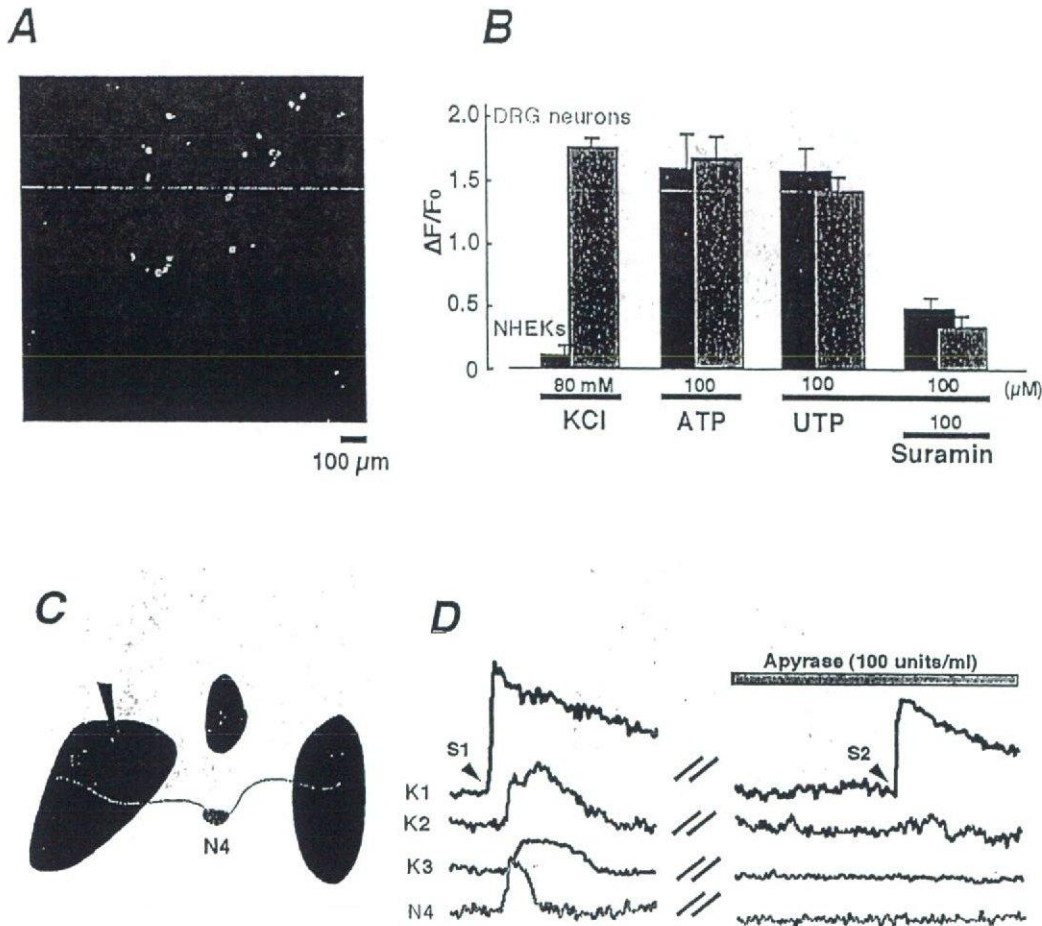 A
B
2.0
DRG neurons
1.5
1.0
0.5
NHEKs
0
ΔF/F₀
80 mM
100
100
100
(μM)
KCl
ATP
UTP
100
Suramin
100 μm
C
N4
D
Apyrase (100 units/ml)
S1
S2
K1
K2
K3
N4